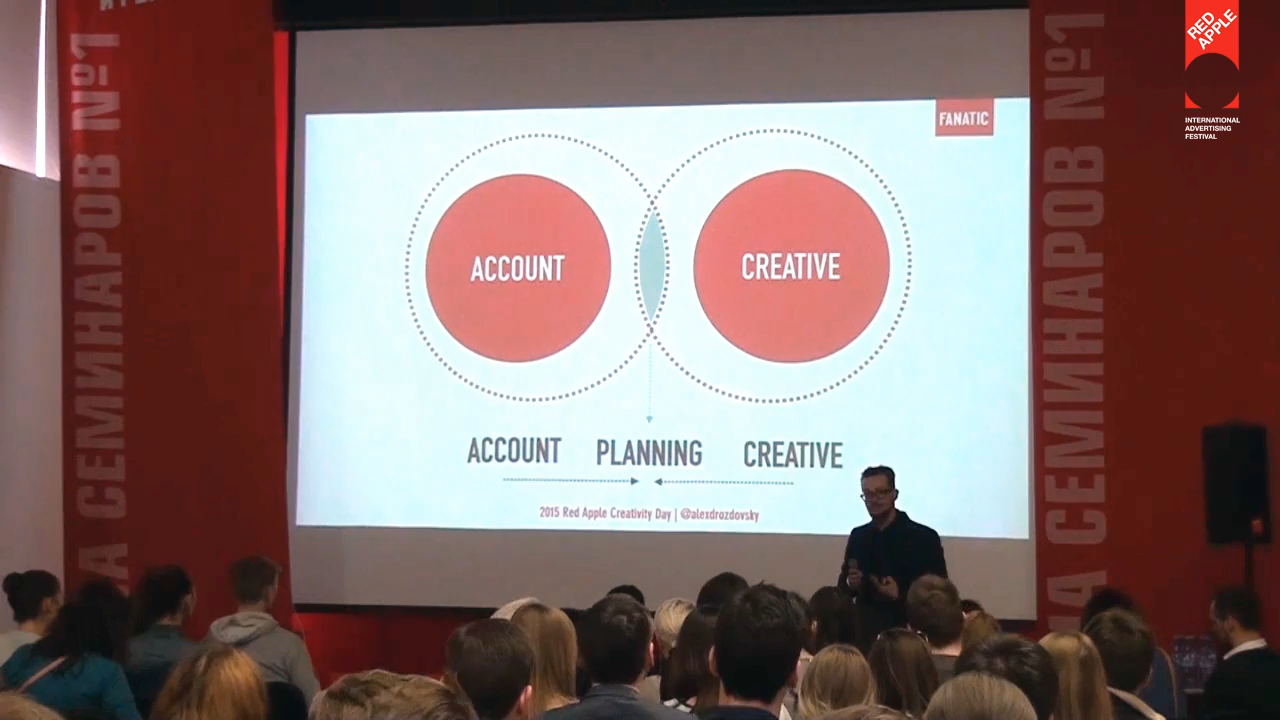 FANATIC
ACCOUNT
CREATIVE
ACCOUNT PLANNING CREATIVE
2015 Red Apple Creativity Day | @alexdrozdovsky
СЕМИНАРОВ №1
НА СЕМИНАРОВ №1
RED
APPLE
INTERNATIONAL
ADVERTISING
FESTIVAL